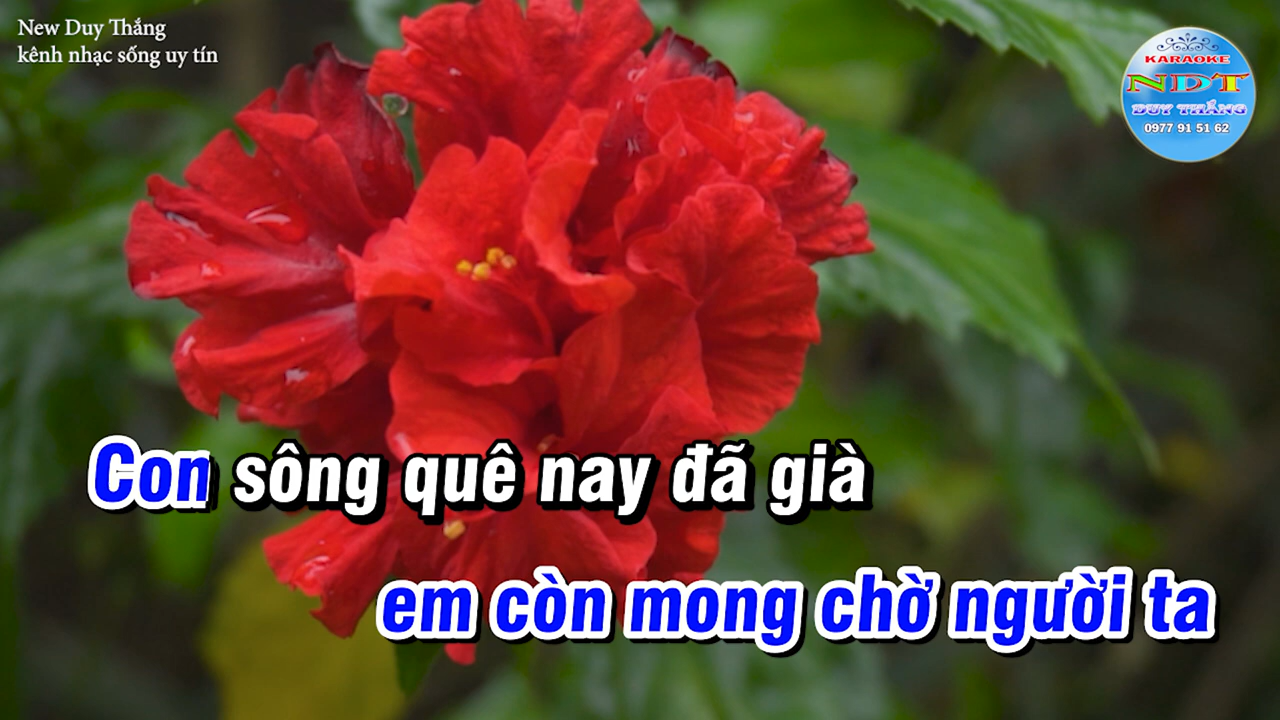 New Duy Thắng
kênh nhạc sống uy tín
KARAOKE
NDT
DUY THẮNG
0977 91 51 62
Con sông quê nay đã già
em còn mong chờ người ta